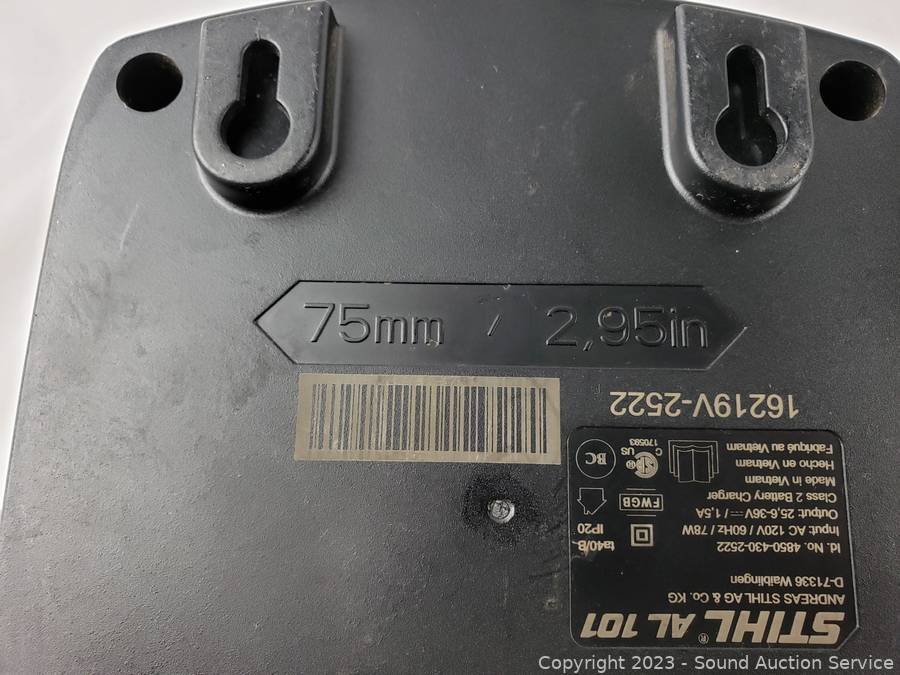 75mm / 2,95in
16219V-2522
STIHL® AL 101
ANDREAS STIHL AG & Co. KG
D-71336 Waiblingen
Id. No. 4850-430-2522
Input: AC 120V / 60Hz / 78W
Output: 25,6-36V⎓ / 1,5A
Class 2 Battery Charger
Made in Vietnam
Hecho en Vietnam
Fabriqué au Vietnam
ta40/B
IP20
FWGB
C US
170593
BC
Copyright © 2023 - Sound Auction Service